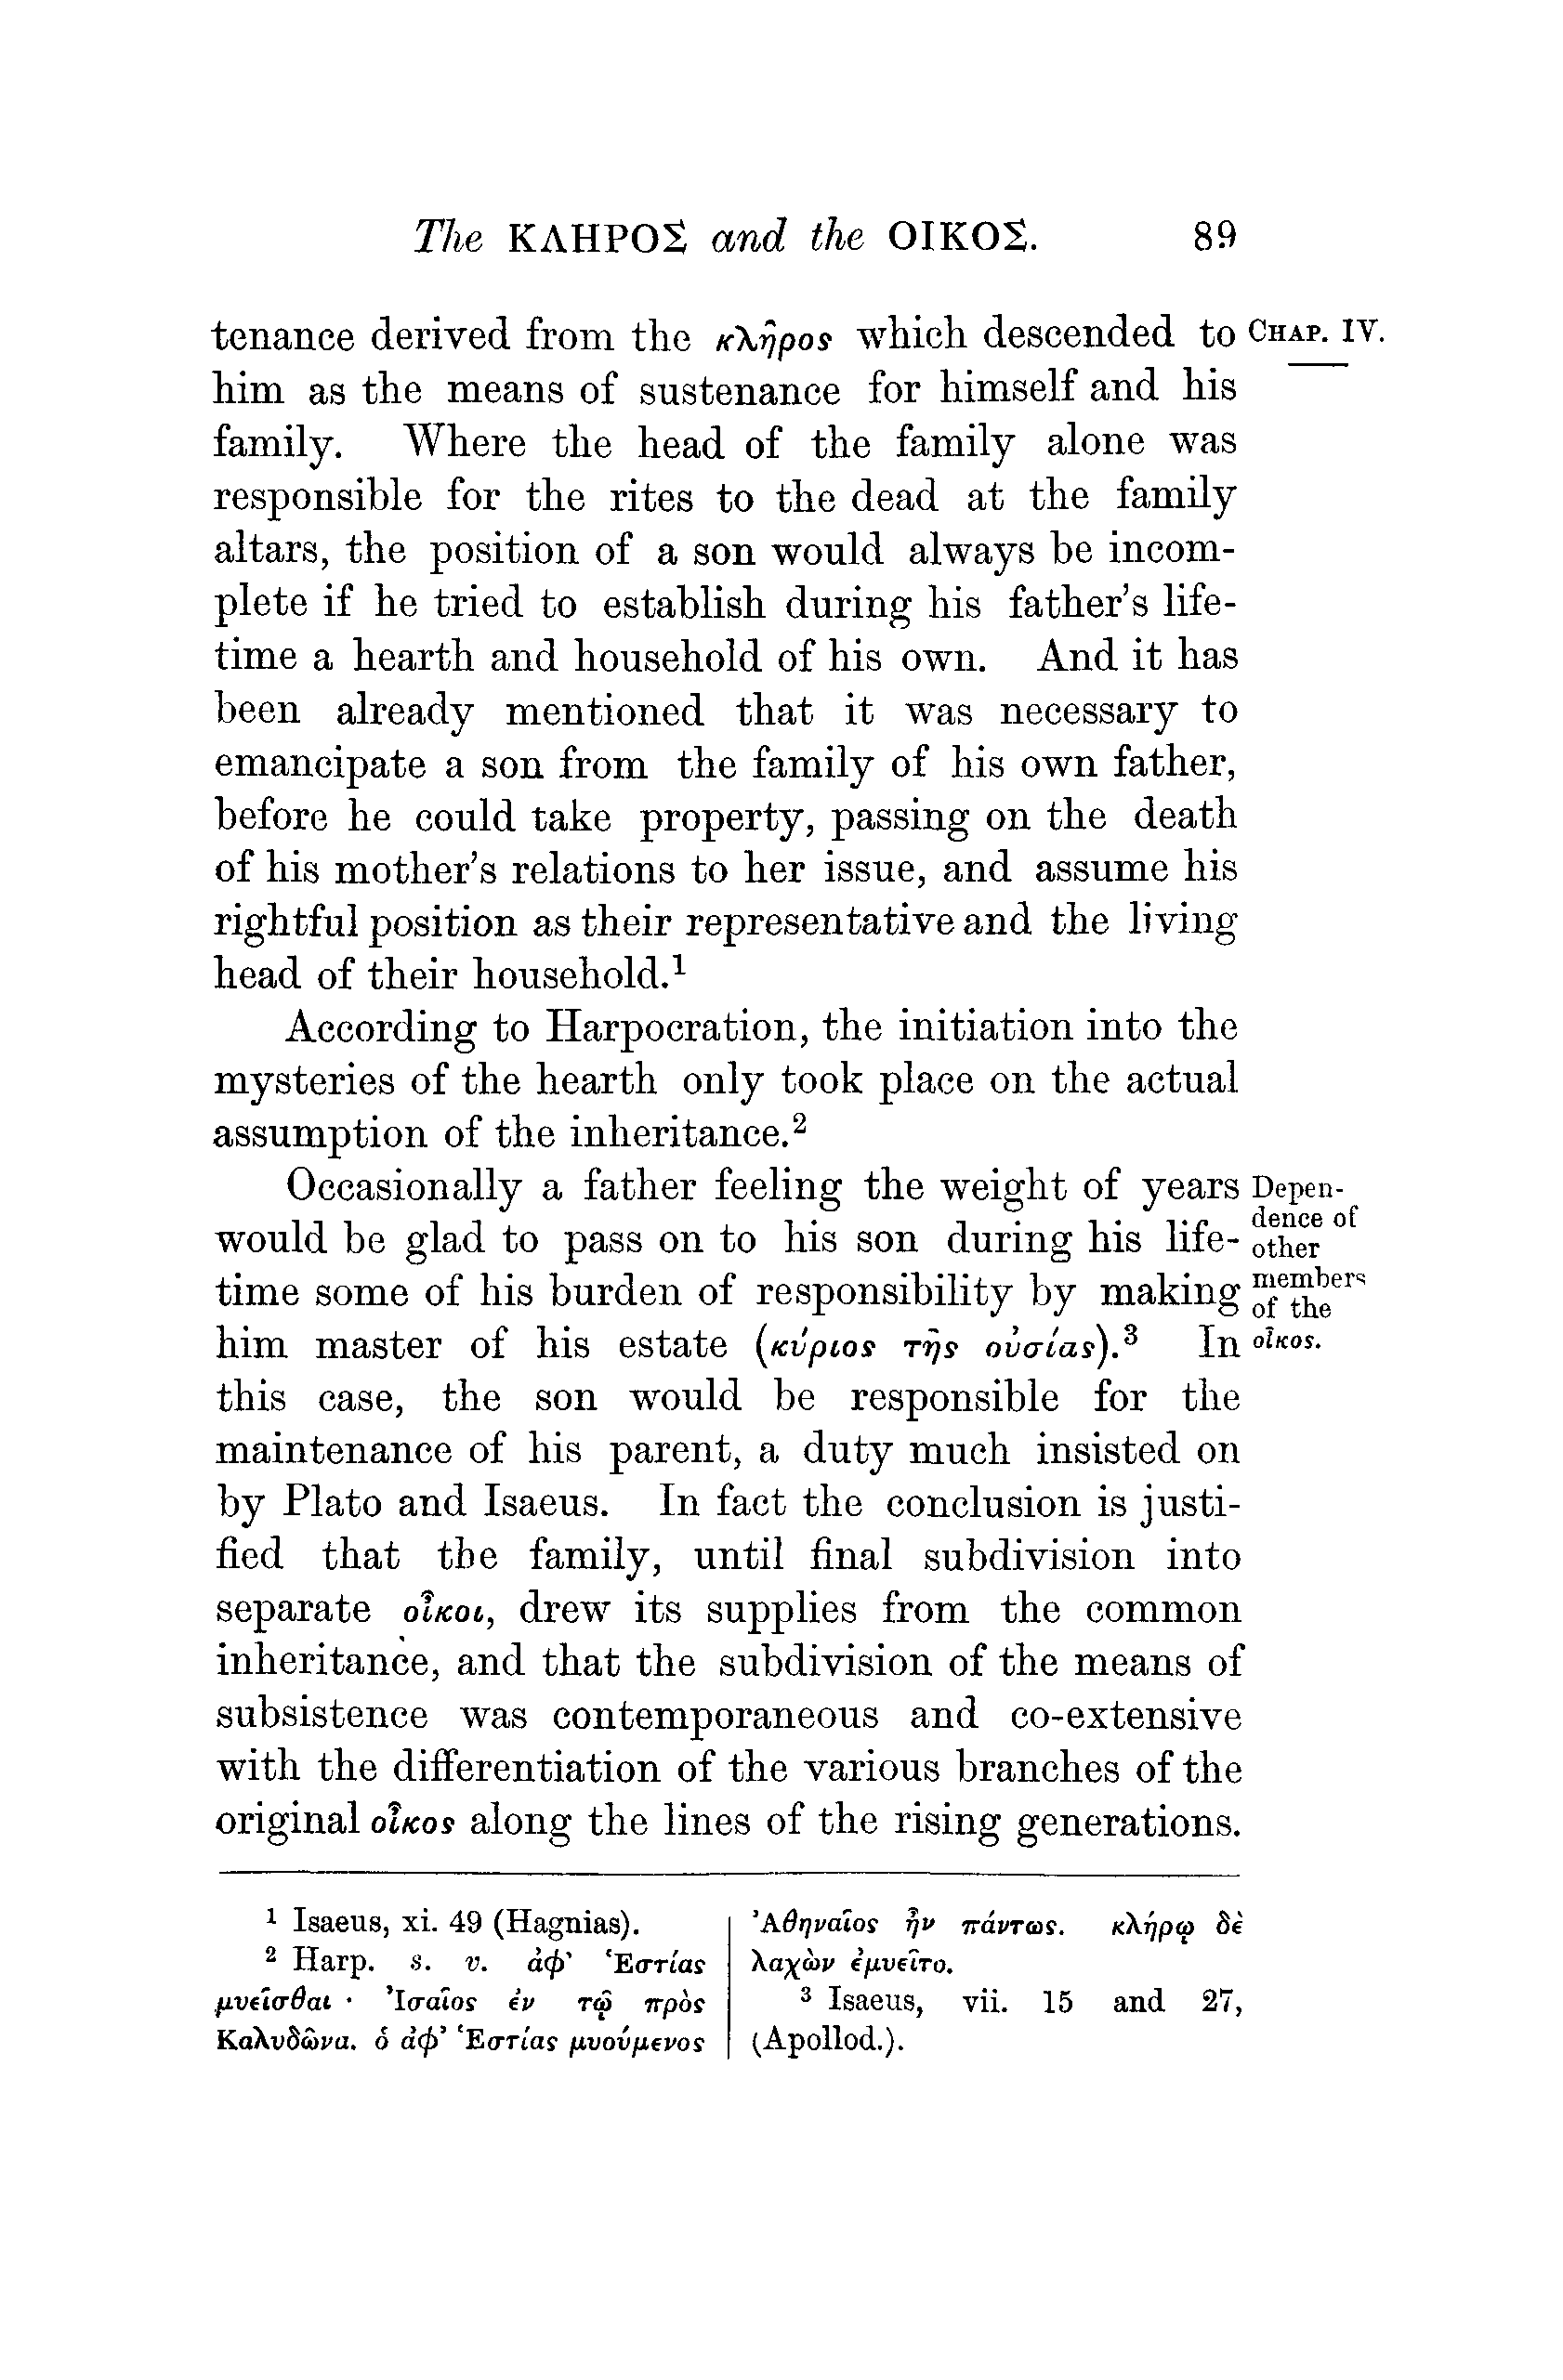 The ΚΛΗΡΟΣ and the ΟΙΚΟΣ. 89
tenance derived from the κλῆρος which descended to
him as the means of sustenance for himself and his
family. Where the head of the family alone was
responsible for the rites to the dead at the family
altars, the position of a son would always be incom-
plete if he tried to establish during his father's life-
time a hearth and household of his own. And it has
been already mentioned that it was necessary to
emancipate a son from the family of his own father,
before he could take property, passing on the death
of his mother's relations to her issue, and assume his
rightful position as their representative and the living
head of their household.¹
According to Harpocration, the initiation into the
mysteries of the hearth only took place on the actual
assumption of the inheritance.²
Occasionally a father feeling the weight of years
would be glad to pass on to his son during his life-
time some of his burden of responsibility by making
him master of his estate (κύριος τῆς οὐσίας).³ In
this case, the son would be responsible for the
maintenance of his parent, a duty much insisted on
by Plato and Isaeus. In fact the conclusion is justi-
fied that the family, until final subdivision into
separate οἶκοι, drew its supplies from the common
inheritance, and that the subdivision of the means of
subsistence was contemporaneous and co-extensive
with the differentiation of the various branches of the
original οἶκος along the lines of the rising generations.
CHAP. IV.
Depen-
dence of
other
members
of the
οἶκος.
¹ Isaeus, xi. 49 (Hagnias).
² Harp. s. v. ἀφ' Ἑστίας
μυεῖσθαι · Ἰσαῖος ἐν τῷ πρὸς
Καλυδῶνα. ὁ ἀφ' Ἑστίας μυούμενος
Ἀθηναῖος ἦν πάντως. κλήρῳ δὲ
λαχὼν ἐμυεῖτο.
³ Isaeus, vii. 15 and 27,
(Apollod.).